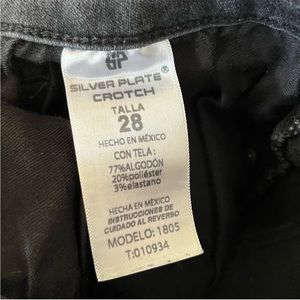 SP
SILVER PLATE®
CROTCH
TALLA
28
HECHO EN MÉXICO
CON TELA:
77%ALGODÓN
20%poliéster
3%elastano
HECHA EN MÉXICO
INSTRUCCIONES DE
CUIDADO AL REVERSO
MODELO: 1805
T:010934